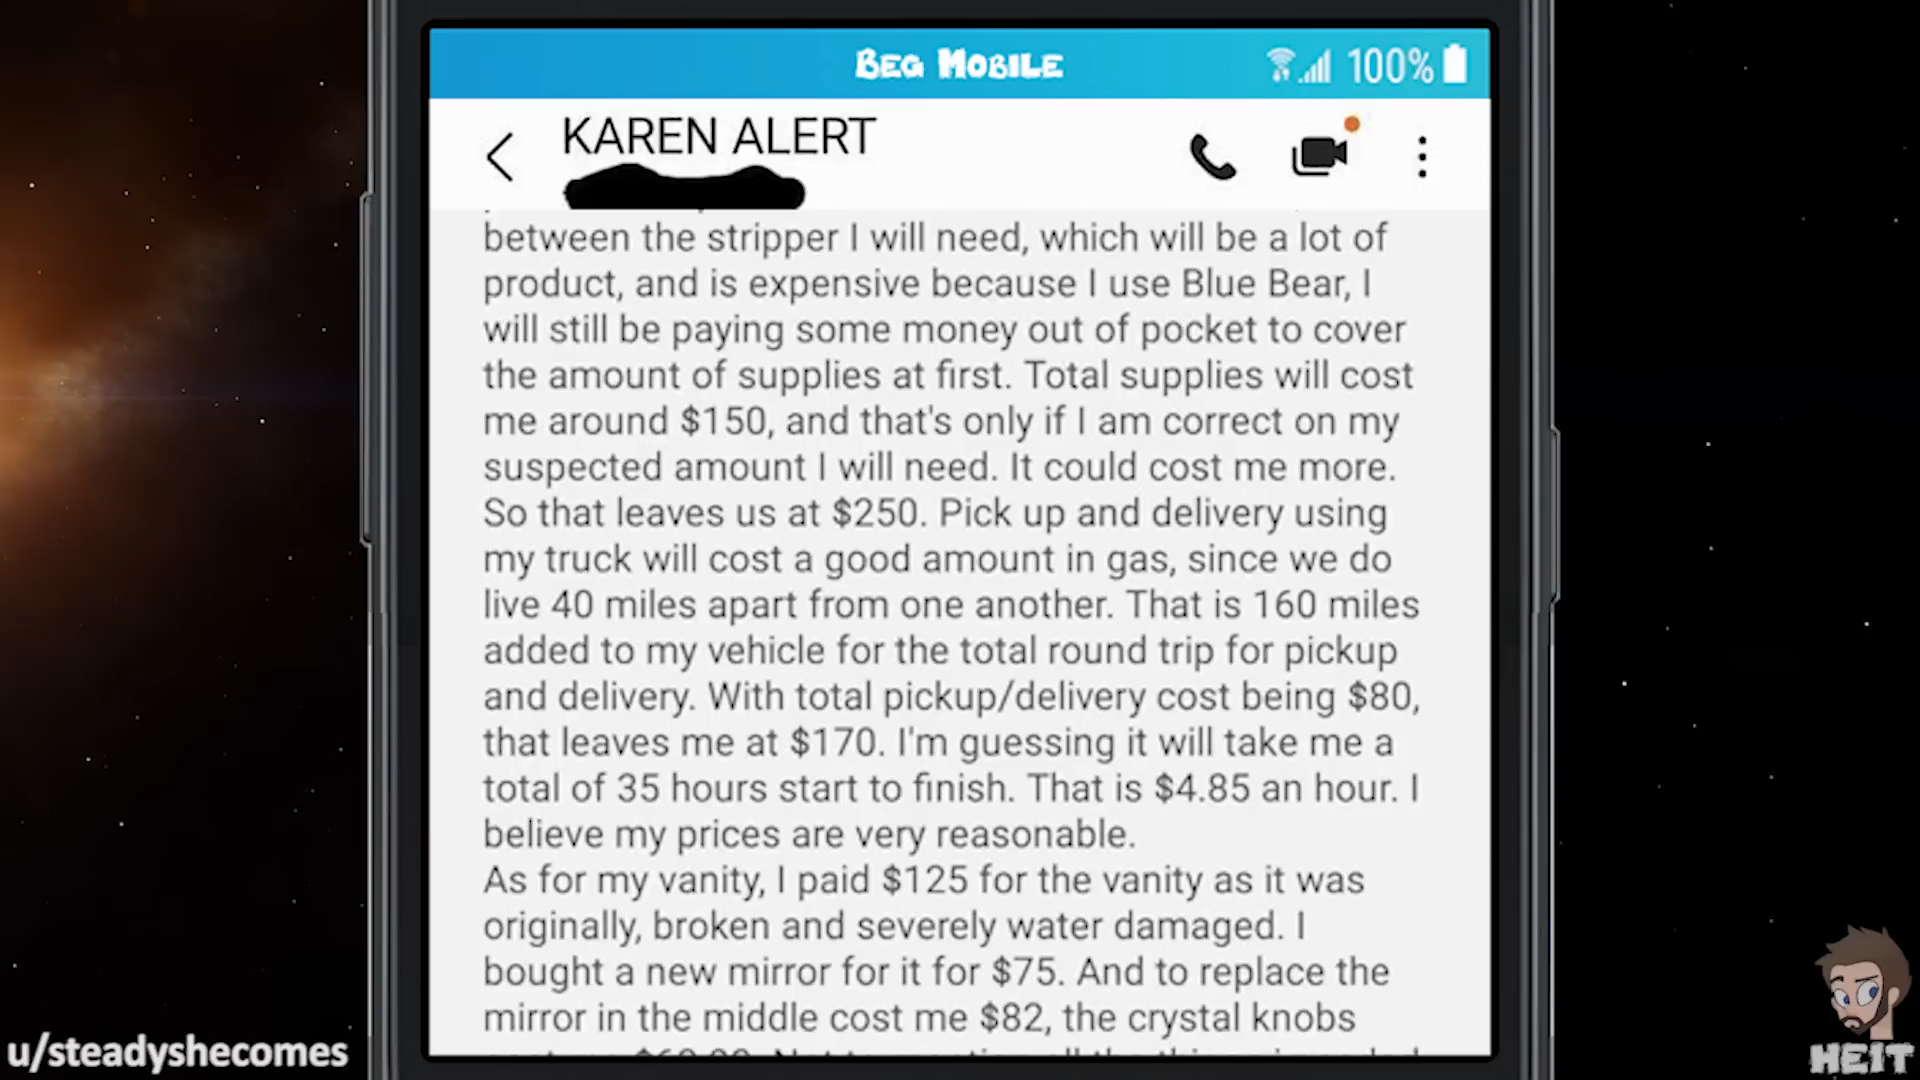 BEG MOBILE
100%
KAREN ALERT
between the stripper I will need, which will be a lot of
product, and is expensive because I use Blue Bear, I
will still be paying some money out of pocket to cover
the amount of supplies at first. Total supplies will cost
me around $150, and that's only if I am correct on my
suspected amount I will need. It could cost me more.
So that leaves us at $250. Pick up and delivery using
my truck will cost a good amount in gas, since we do
live 40 miles apart from one another. That is 160 miles
added to my vehicle for the total round trip for pickup
and delivery. With total pickup/delivery cost being $80,
that leaves me at $170. I'm guessing it will take me a
total of 35 hours start to finish. That is $4.85 an hour. I
believe my prices are very reasonable.
As for my vanity, I paid $125 for the vanity as it was
originally, broken and severely water damaged. I
bought a new mirror for it for $75. And to replace the
mirror in the middle cost me $82, the crystal knobs
u/steadyshecomes
HEIT